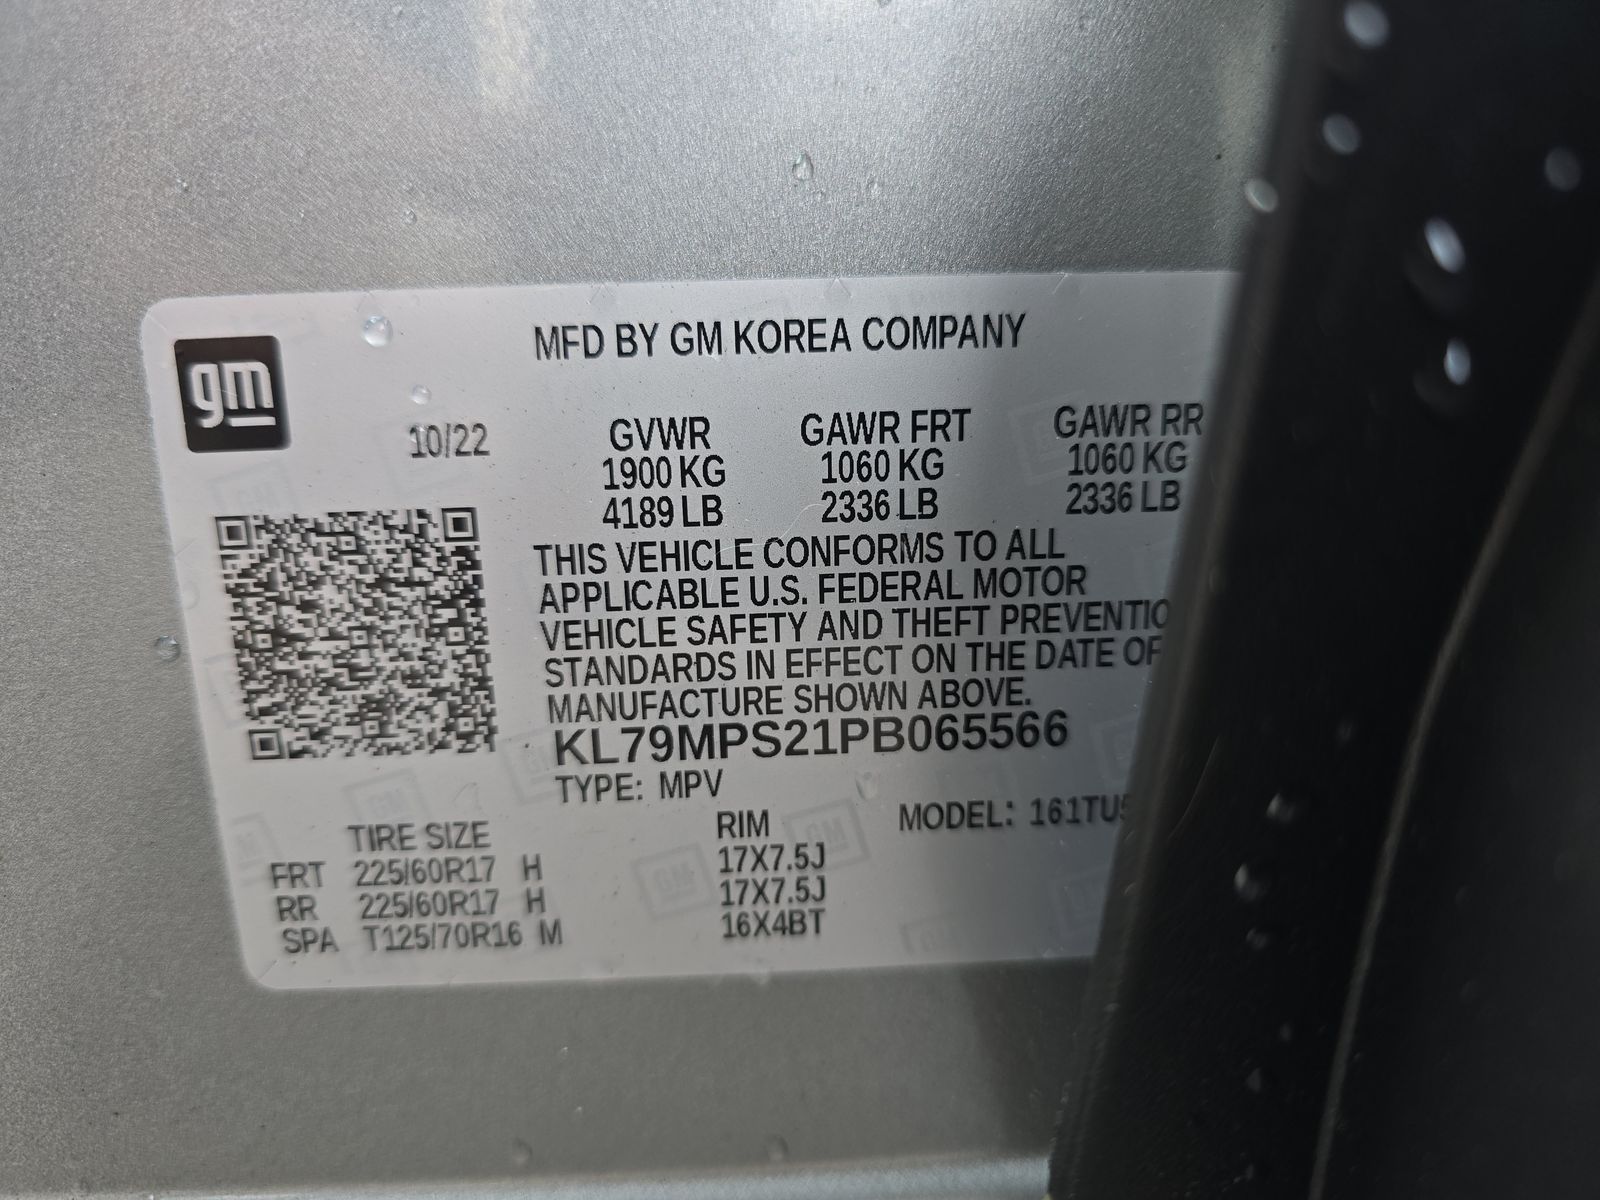 gm
MFD BY GM KOREA COMPANY
10/22
GVWR GAWR FRT GAWR RR
1900 KG 1060 KG 1060 KG
4189 LB 2336 LB 2336 LB
THIS VEHICLE CONFORMS TO ALL
APPLICABLE U.S. FEDERAL MOTOR
VEHICLE SAFETY AND THEFT PREVENTIO
STANDARDS IN EFFECT ON THE DATE OF
MANUFACTURE SHOWN ABOVE.
KL79MPS21PB065566
TYPE: MPV
MODEL: 161TU5
TIRE SIZE RIM
FRT 225/60R17 H 17X7.5J
RR 225/60R17 H 17X7.5J
SPA T125/70R16 M 16X4BT